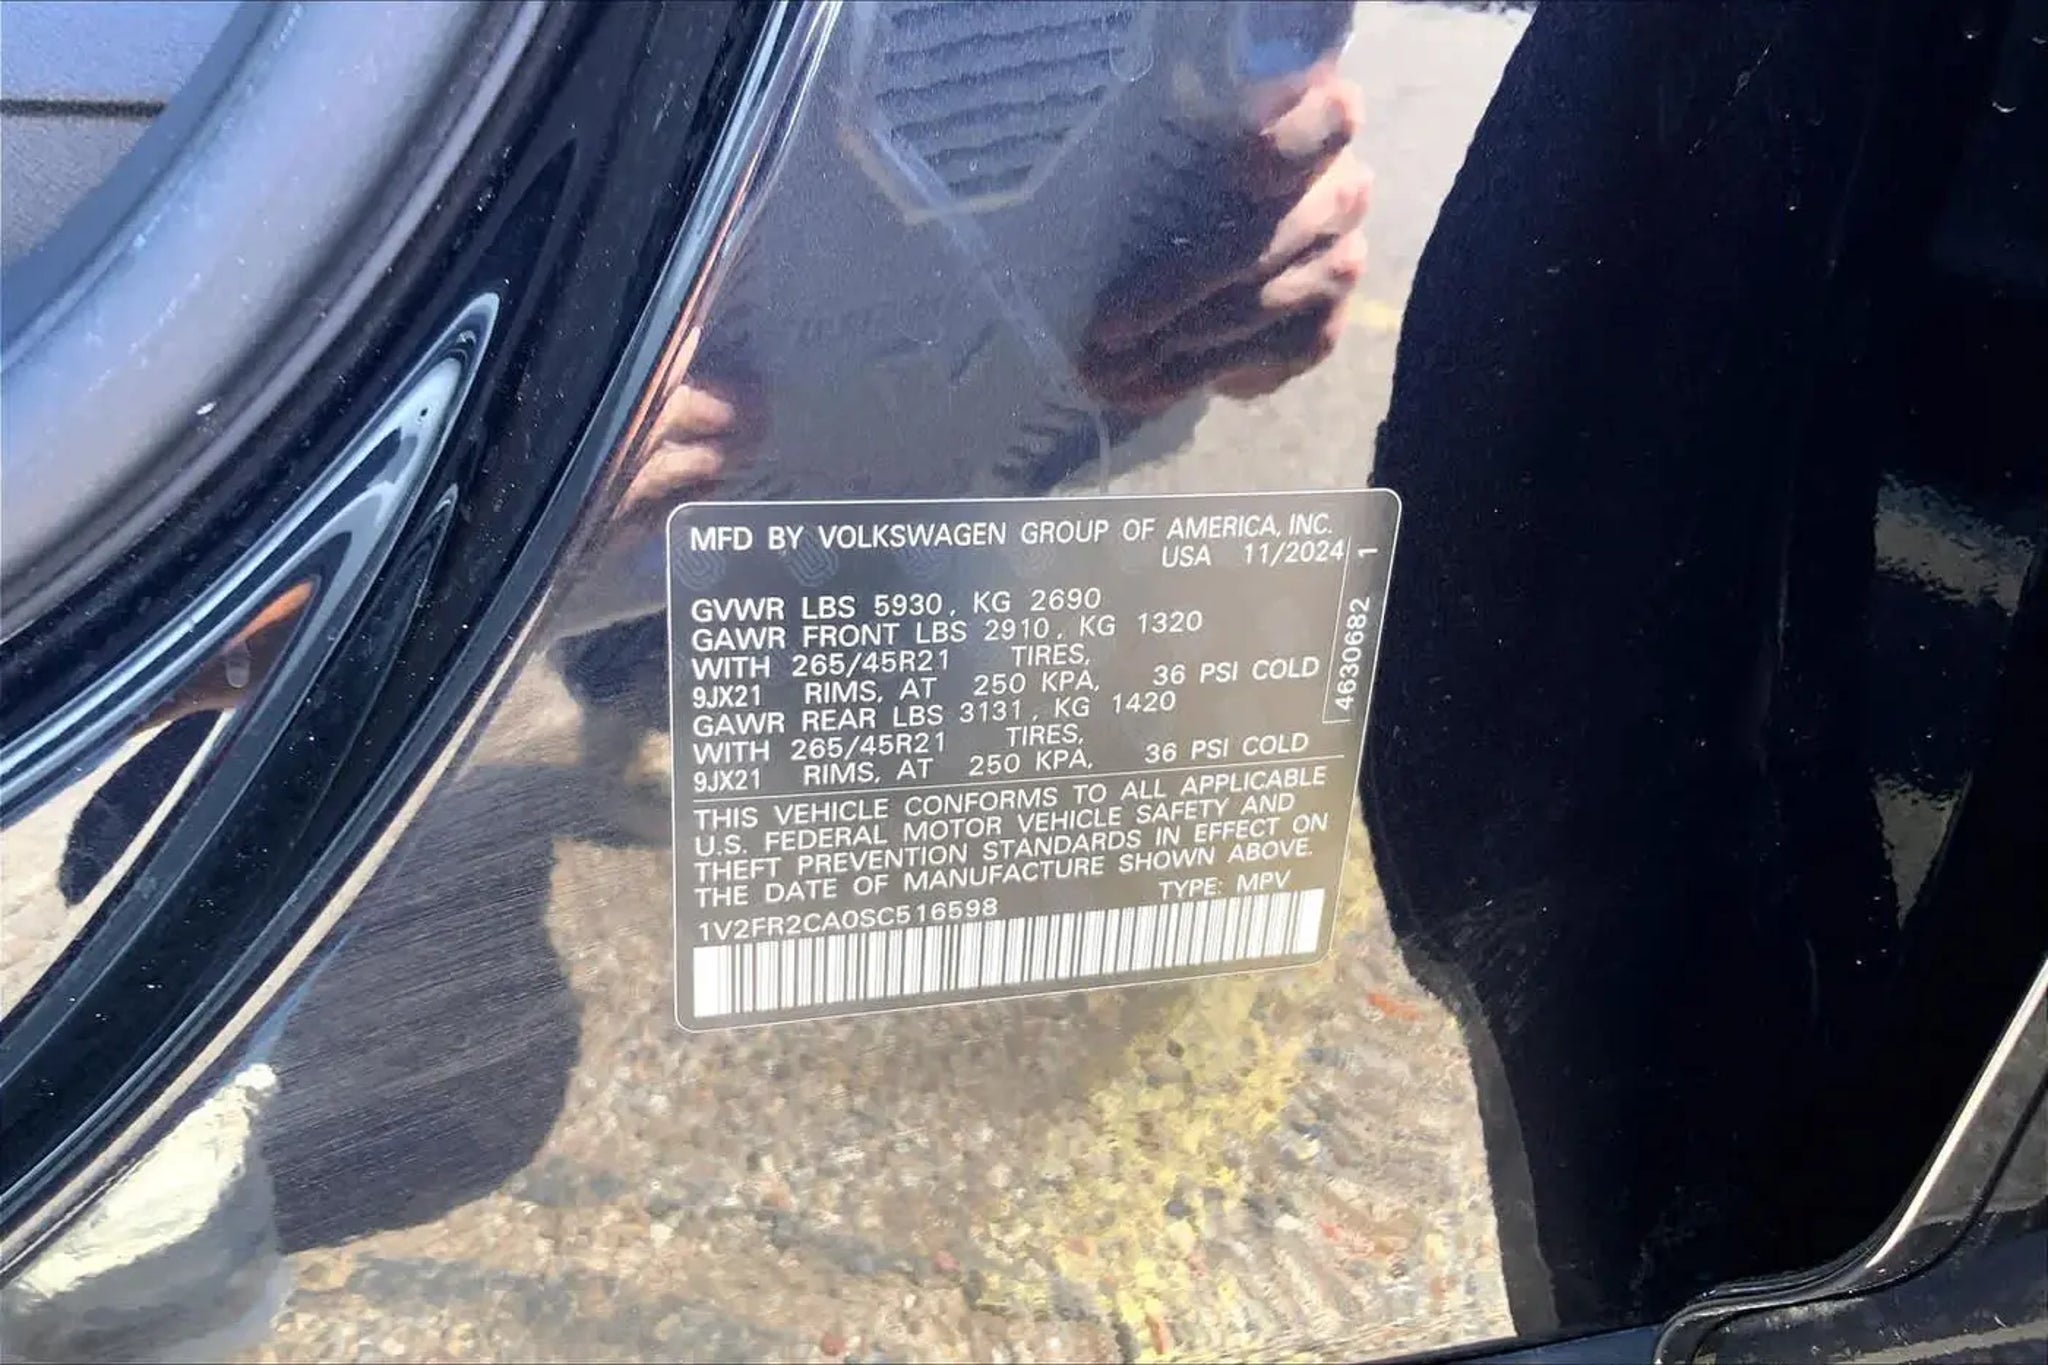 MFD BY VOLKSWAGEN GROUP OF AMERICA, INC.
USA 11/2024
GVWR LBS 5930, KG 2690
GAWR FRONT LBS 2910, KG 1320
WITH 265/45R21 TIRES,
9JX21 RIMS, AT 250 KPA, 36 PSI COLD
GAWR REAR LBS 3131, KG 1420
WITH 265/45R21 TIRES,
9JX21 RIMS, AT 250 KPA, 36 PSI COLD
THIS VEHICLE CONFORMS TO ALL APPLICABLE
U.S. FEDERAL MOTOR VEHICLE SAFETY AND
THEFT PREVENTION STANDARDS IN EFFECT ON
THE DATE OF MANUFACTURE SHOWN ABOVE.
TYPE: MPV
1V2FR2CA0SC516598
4630682 1